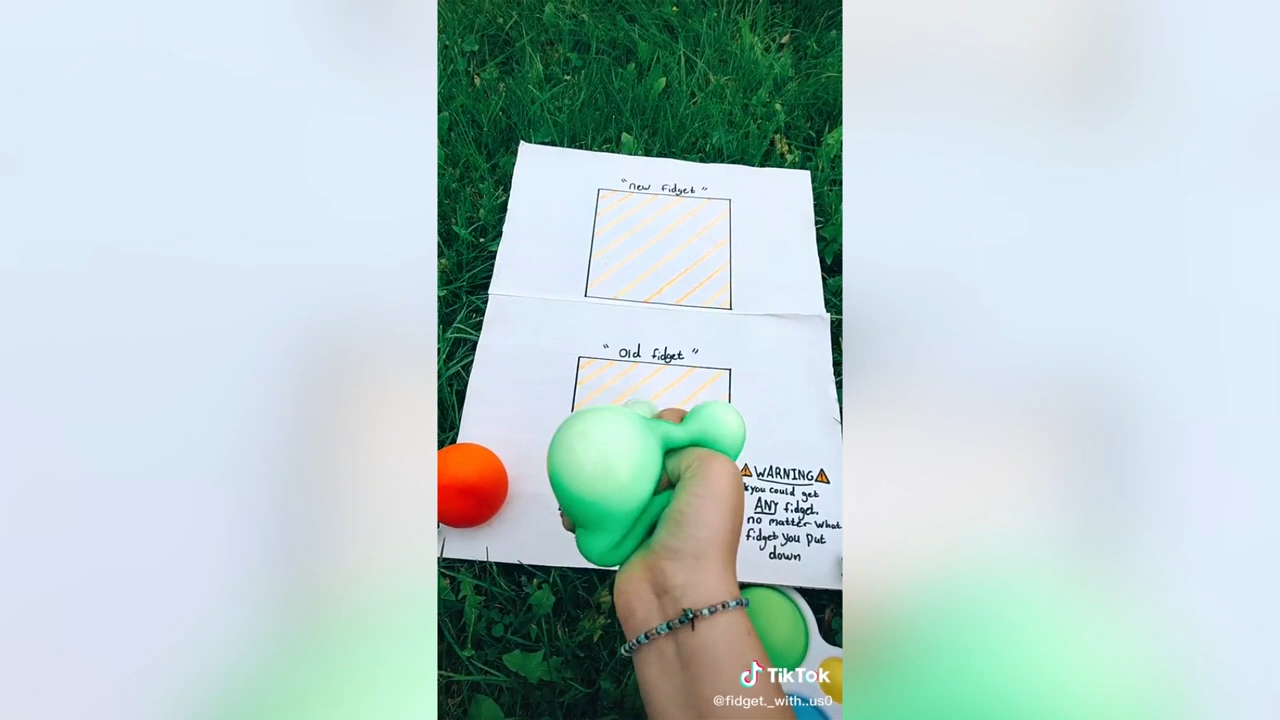 "new fidget"
"Old fidget"
⚠WARNING⚠
you could get
ANY fidget.
no matter what
fidget you put
down
TikTok
@fidget._with..us0